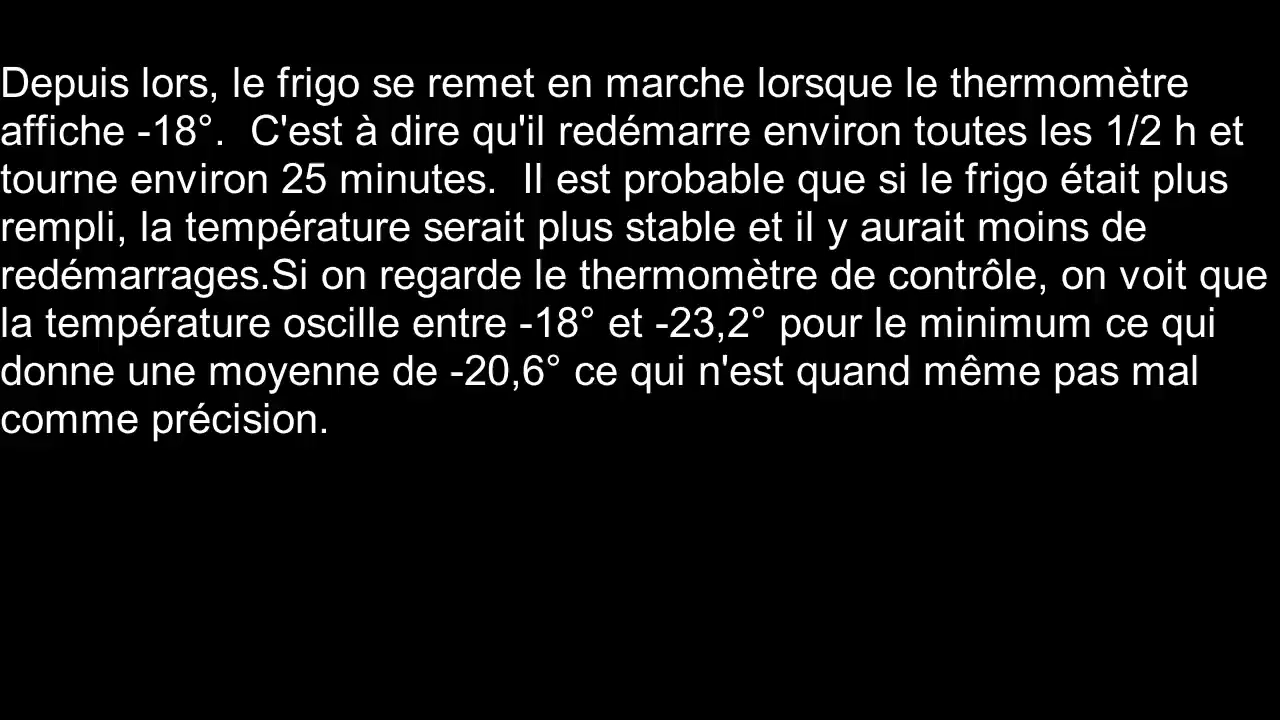 Depuis lors, le frigo se remet en marche lorsque le thermomètre
affiche -18°.  C'est à dire qu'il redémarre environ toutes les 1/2 h et
tourne environ 25 minutes.  Il est probable que si le frigo était plus
rempli, la température serait plus stable et il y aurait moins de
redémarrages.Si on regarde le thermomètre de contrôle, on voit que
la température oscille entre -18° et -23,2° pour le minimum ce qui
donne une moyenne de -20,6° ce qui n'est quand même pas mal
comme précision.